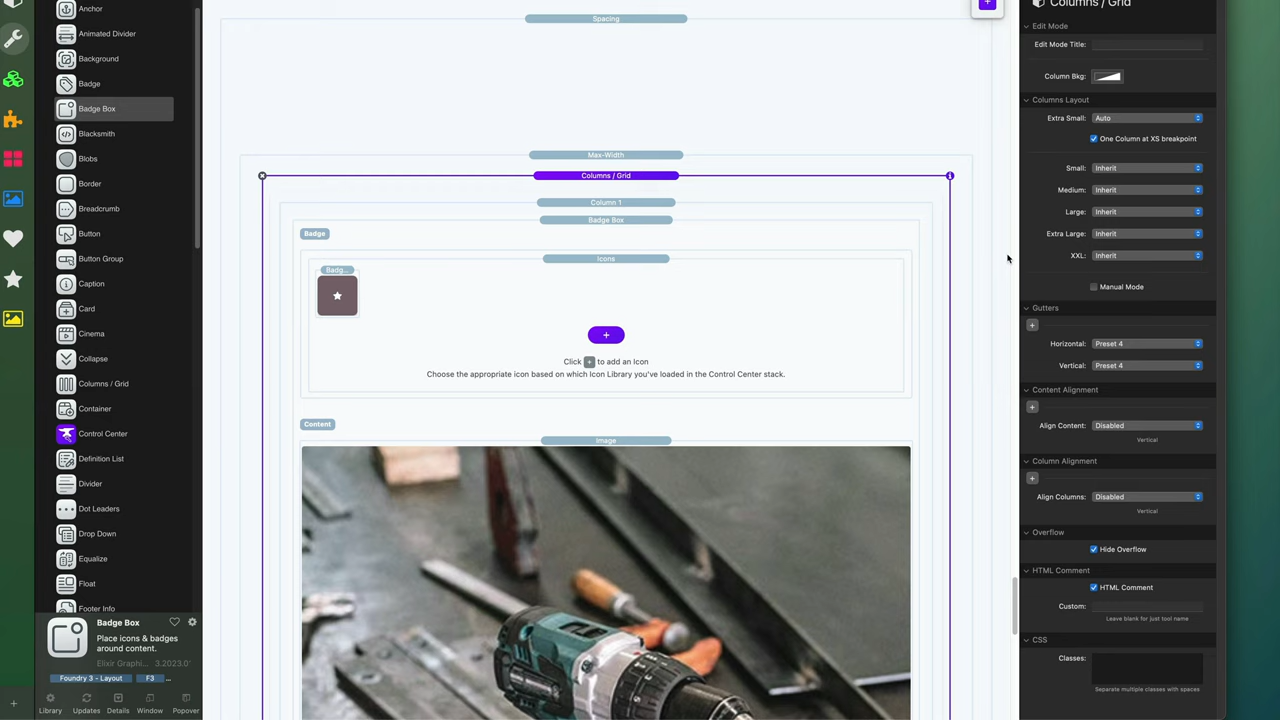 Anchor
Animated Divider
Background
Badge
Badge Box
Blacksmith
Blobs
Border
Breadcrumb
Button
Button Group
Caption
Card
Cinema
Collapse
Columns / Grid
Container
Control Center
Definition List
Divider
Dot Leaders
Drop Down
Equalize
Float
Footer Info
Badge Box
Place icons & badges
around content.
Elixir Graphi... 3.2023.0'
Foundry 3 - Layout F3 ...
Library Updates Details Window Popover
Spacing
Max-Width
Columns / Grid
Column 1
Badge Box
Badge
Icons
Badg...
Click + to add an Icon
Choose the appropriate icon based on which Icon Library you've loaded in the Control Center stack.
Content
Image
Columns / Grid
Edit Mode
Edit Mode Title:
Column Bkg:
Columns Layout
Extra Small: Auto
One Column at XS breakpoint
Small: Inherit
Medium: Inherit
Large: Inherit
Extra Large: Inherit
XXL: Inherit
Manual Mode
Gutters
+
Horizontal: Preset 4
Vertical: Preset 4
Content Alignment
+
Align Content: Disabled
Vertical
Column Alignment
+
Align Columns: Disabled
Vertical
Overflow
Hide Overflow
HTML Comment
HTML Comment
Custom:
Leave blank for just tool name
CSS
Classes:
Separate multiple classes with spaces